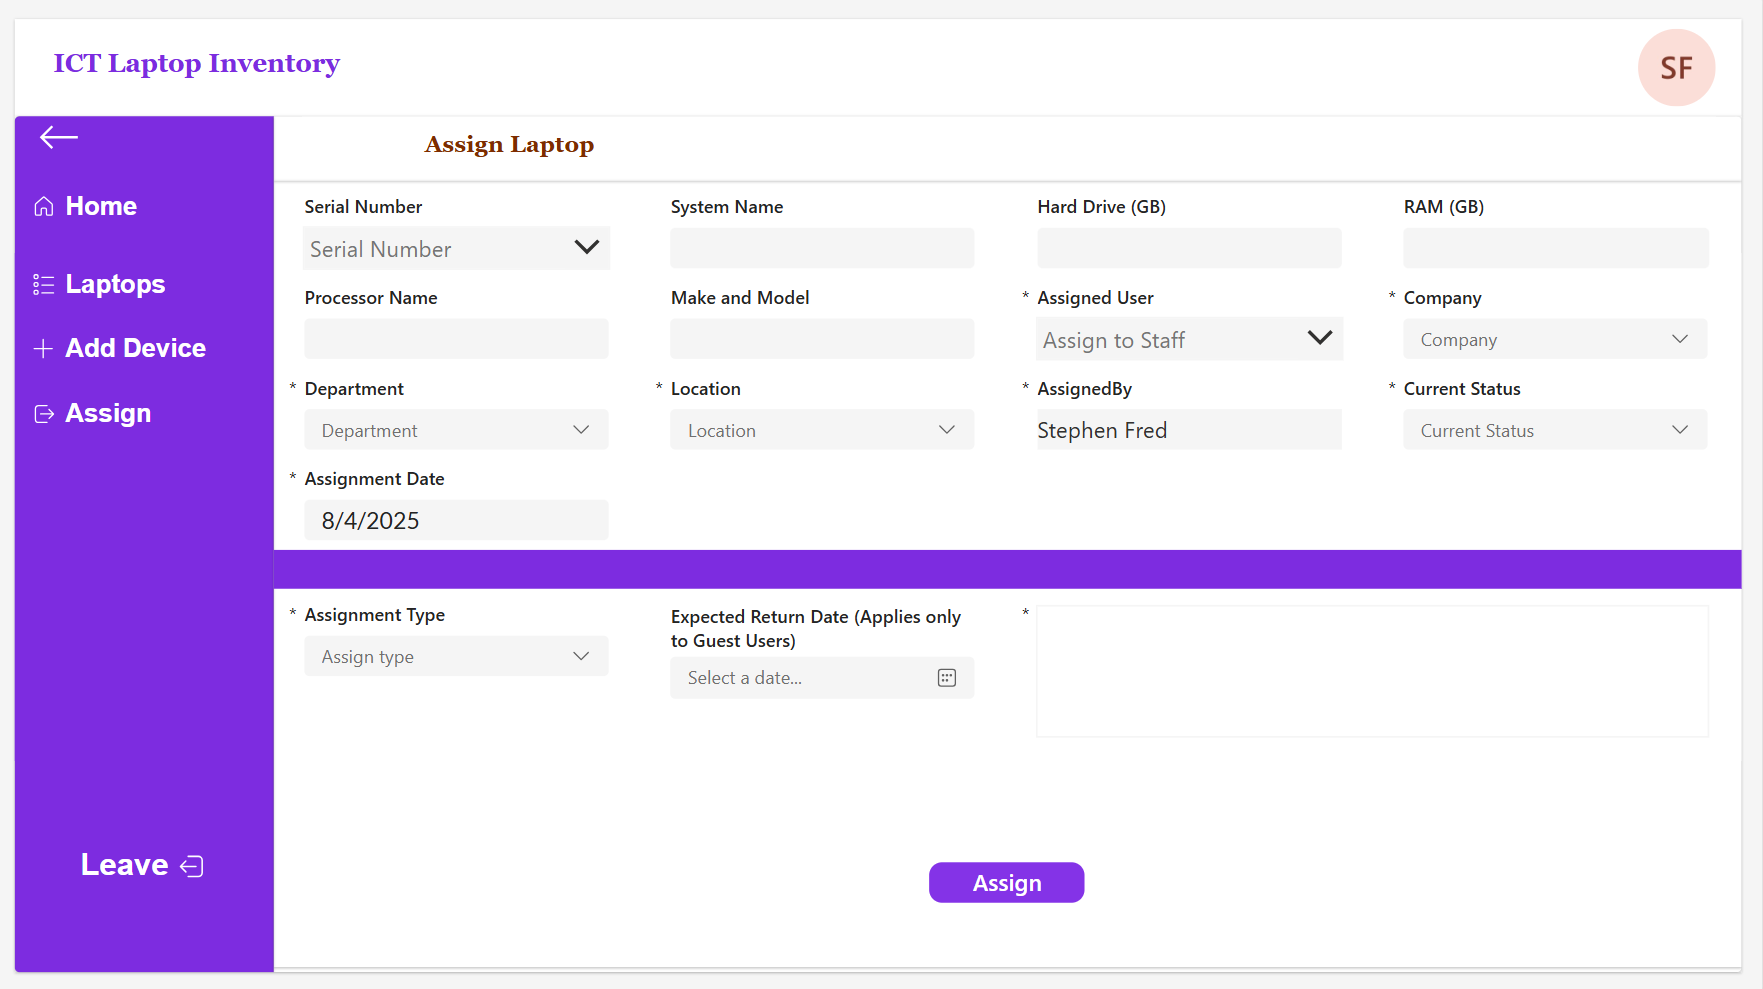 ICT Laptop Inventory
SF
Assign Laptop
Home
Laptops
Add Device
Assign
Leave
Serial Number
System Name
Hard Drive (GB)
RAM (GB)
Serial Number
Processor Name
Make and Model
* Assigned User
* Company
Assign to Staff
Company
* Department
* Location
* AssignedBy
* Current Status
Department
Location
Stephen Fred
Current Status
* Assignment Date
8/4/2025
* Assignment Type
Expected Return Date (Applies only
to Guest Users)
*
Assign type
Select a date...
Assign